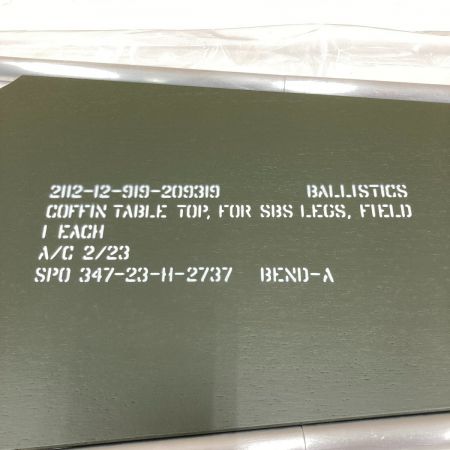 2112-12-919-209319 BALLISTICS
COFFIN TABLE TOP, FOR SBS LEGS, FIELD
1 EACH
A/C 2/23
SPO 347-23-H-2737 BEND-A